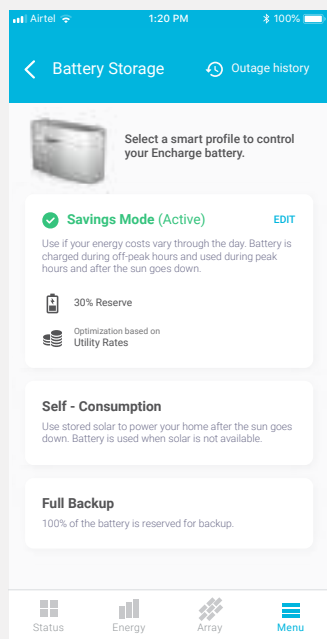 Airtel 1:20 PM 100%
Battery Storage Outage history
Select a smart profile to control
your Encharge battery.
Savings Mode (Active) EDIT
Use if your energy costs vary through the day. Battery is
charged during off-peak hours and used during peak
hours and after the sun goes down.
30% Reserve
Optimization based on
Utility Rates
Self - Consumption
Use stored solar to power your home after the sun goes
down. Battery is used when solar is not available.
Full Backup
100% of the battery is reserved for backup.
Status Energy Array Menu